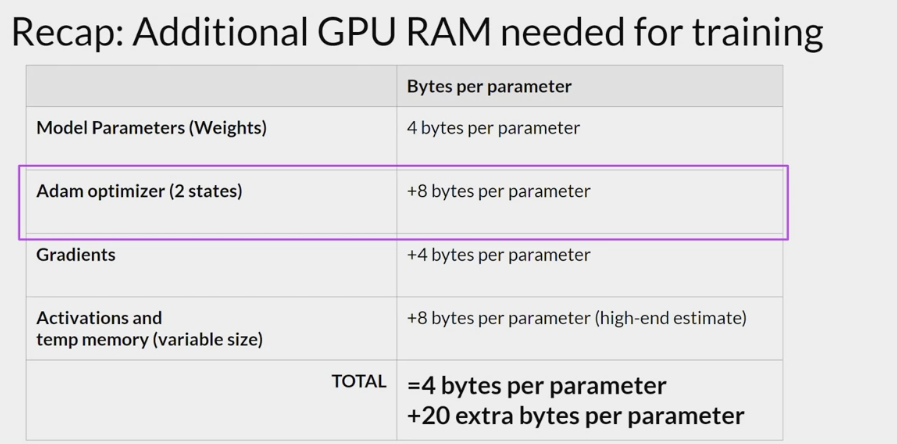 Recap: Additional GPU RAM needed for training
Bytes per parameter
Model Parameters (Weights)
4 bytes per parameter
Adam optimizer (2 states)
+8 bytes per parameter
Gradients
+4 bytes per parameter
Activations and
temp memory (variable size)
+8 bytes per parameter (high-end estimate)
TOTAL
=4 bytes per parameter
+20 extra bytes per parameter